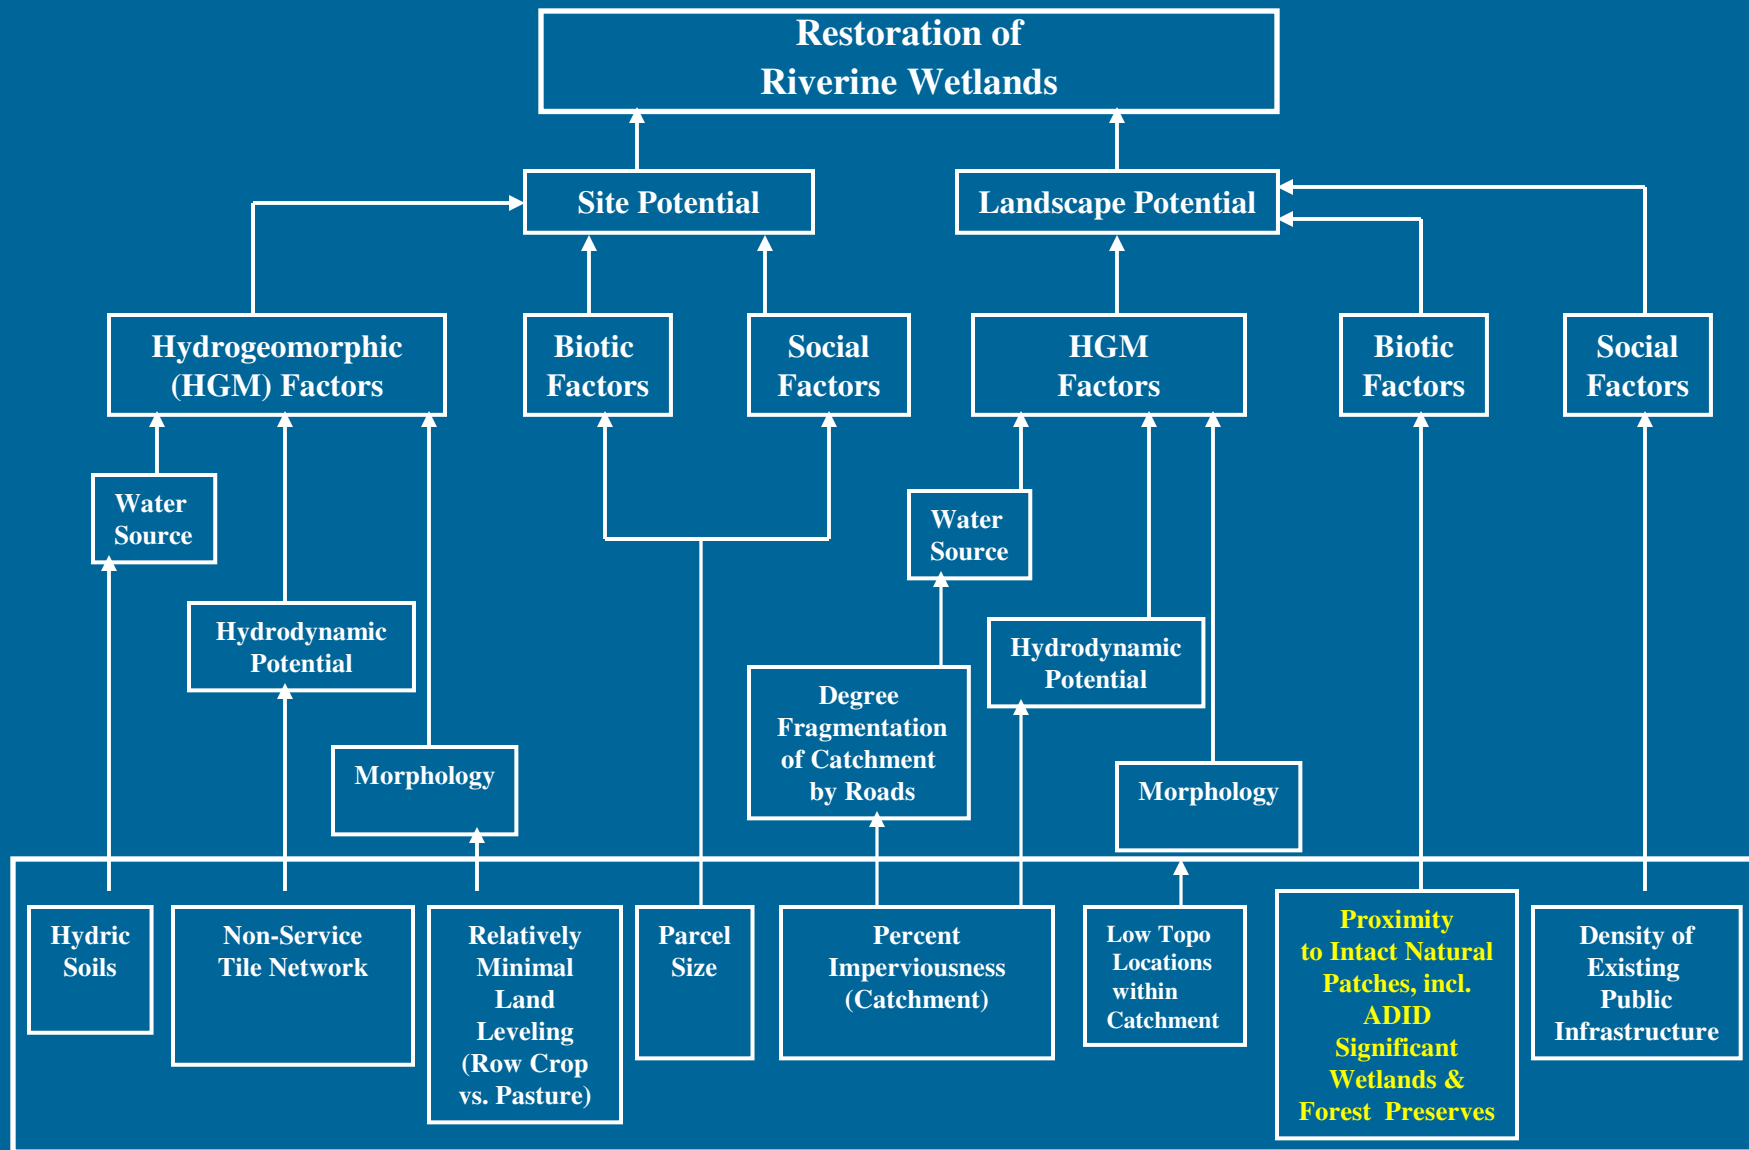 Restoration of
Riverine Wetlands
Site Potential
Landscape Potential
Hydrogeomorphic
(HGM) Factors
Biotic
Factors
Social
Factors
HGM
Factors
Biotic
Factors
Social
Factors
Water
Source
Water
Source
Hydrodynamic
Potential
Hydrodynamic
Potential
Degree
Fragmentation
of Catchment
by Roads
Morphology
Morphology
Hydric
Soils
Non-Service
Tile Network
Relatively
Minimal
Land
Leveling
(Row Crop
vs. Pasture)
Parcel
Size
Percent
Imperviousness
(Catchment)
Low Topo
Locations
within
Catchment
Proximity
to Intact Natural
Patches, incl.
ADID
Significant
Wetlands &
Forest Preserves
Density of
Existing
Public
Infrastructure